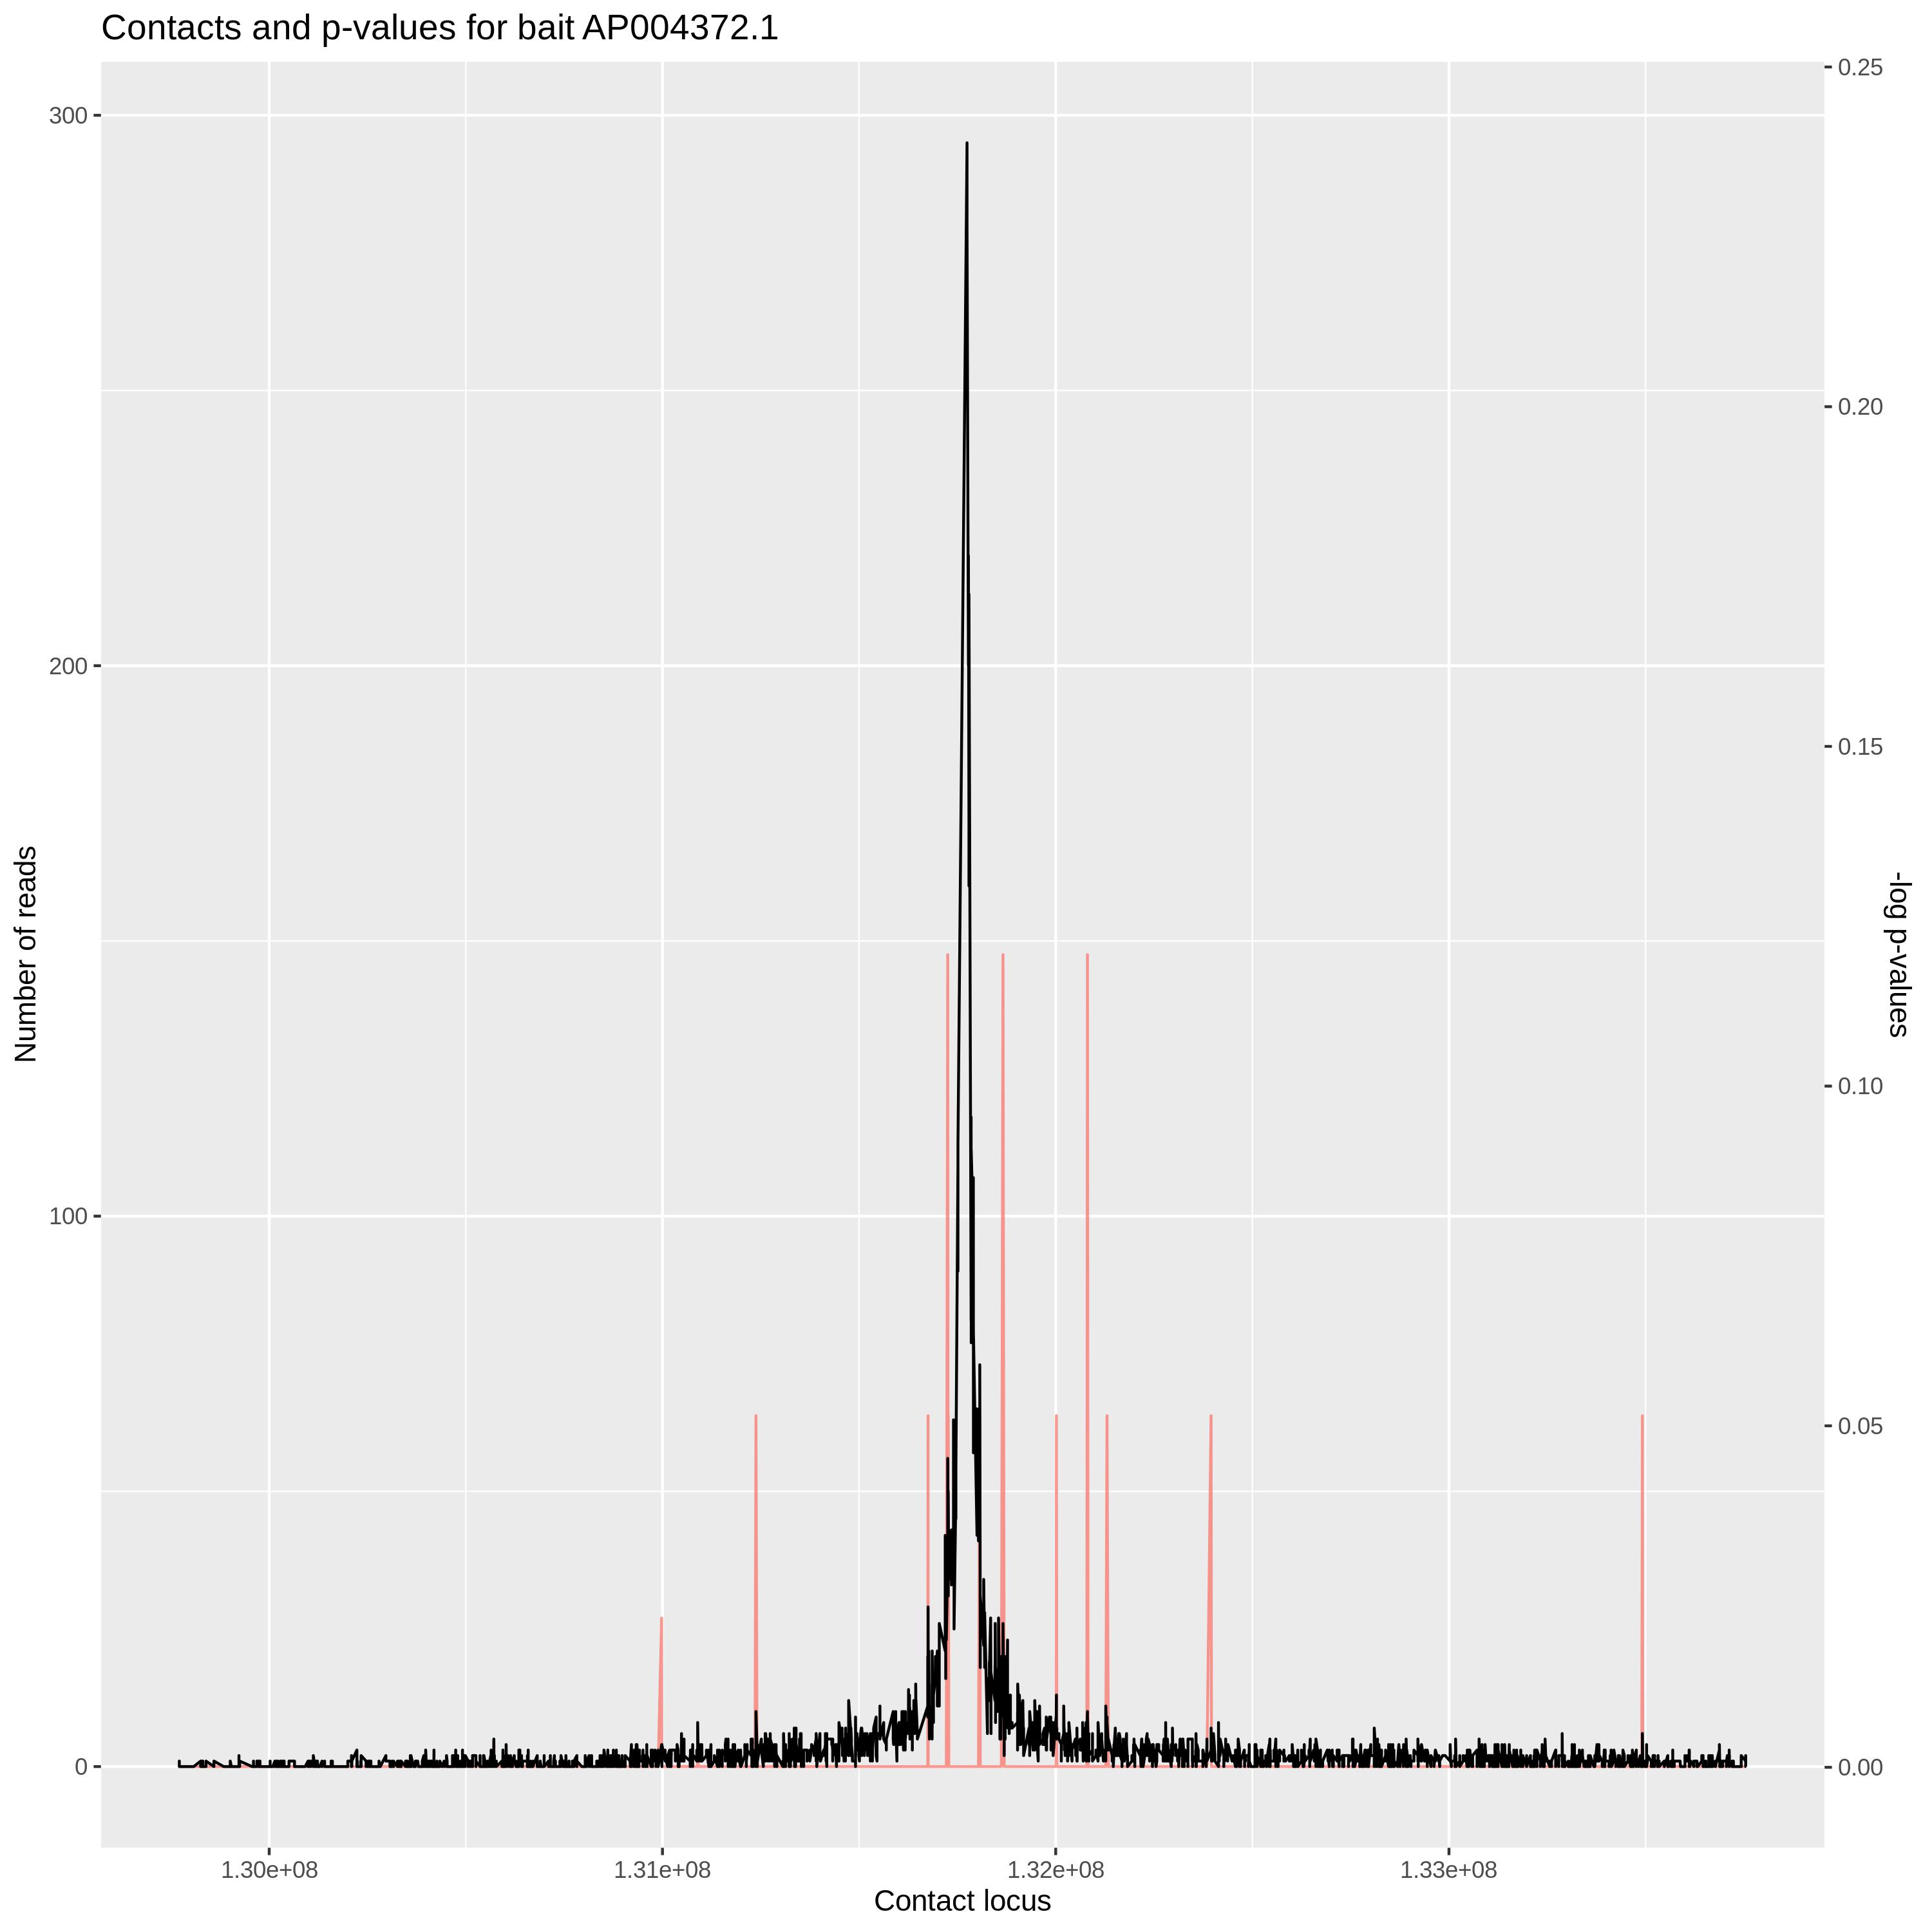 Contacts and p-values for bait AP004372.1
300
200
100
0
Number of reads
0.25
0.20
0.15
0.10
0.05
0.00
-log p-values
1.30e+08 1.31e+08 1.32e+08 1.33e+08
Contact locus